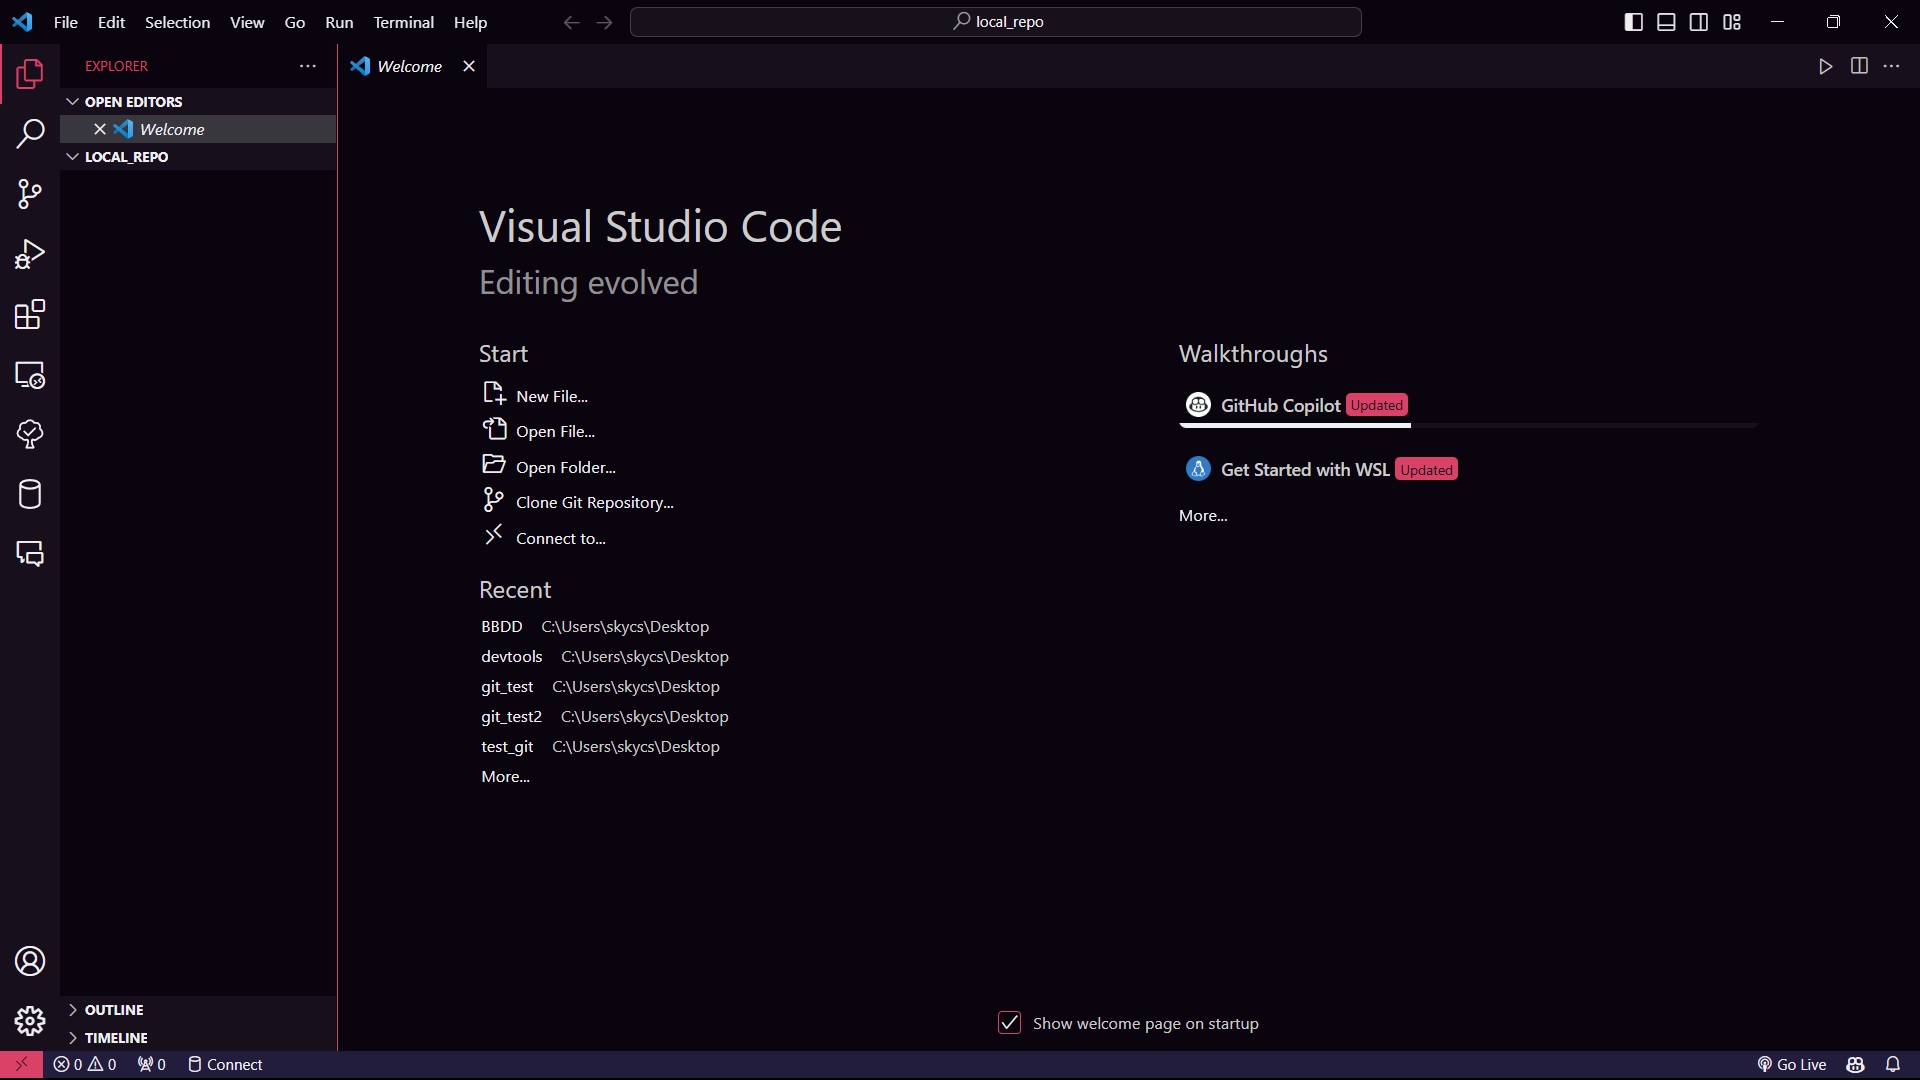 File Edit Selection View Go Run Terminal Help
local_repo
EXPLORER
Welcome
OPEN EDITORS
Welcome
LOCAL_REPO
Visual Studio Code
Editing evolved
Start
New File...
Open File...
Open Folder...
Clone Git Repository...
Connect to...
Recent
BBDD C:\Users\skycs\Desktop
devtools C:\Users\skycs\Desktop
git_test C:\Users\skycs\Desktop
git_test2 C:\Users\skycs\Desktop
test_git C:\Users\skycs\Desktop
More...
Walkthroughs
GitHub Copilot Updated
Get Started with WSL Updated
More...
Show welcome page on startup
OUTLINE
TIMELINE
0 0 0 Connect
Go Live